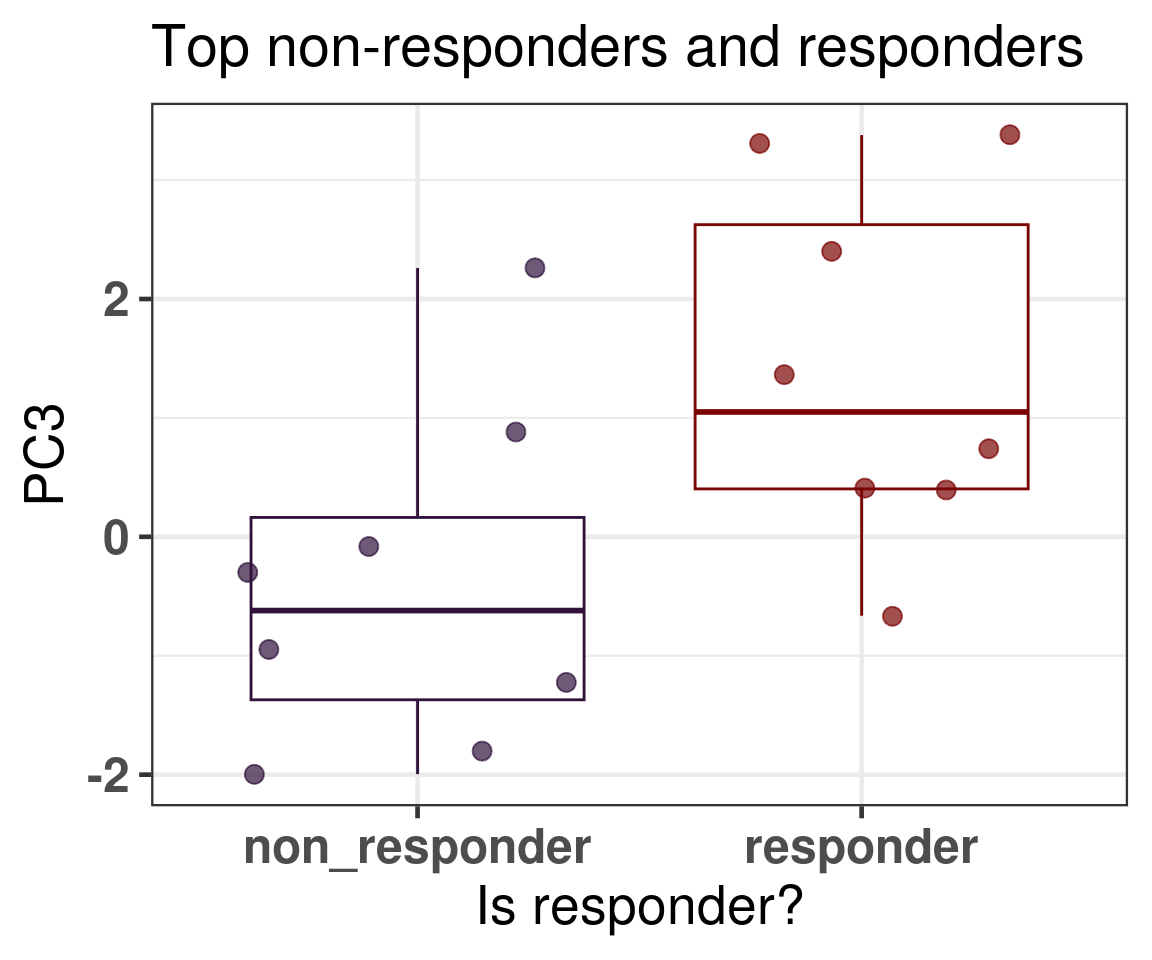 Top non-responders and responders
PC3
2
0
-2
non_responder responder
Is responder?